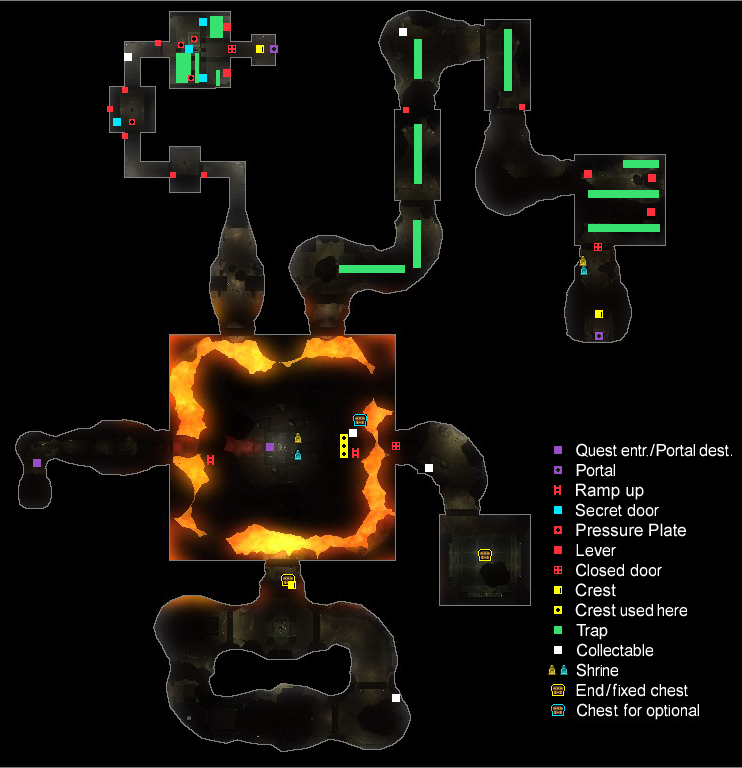 Quest entr./Portal dest.
Portal
Ramp up
Secret door
Pressure Plate
Lever
Closed door
Crest
Crest used here
Trap
Collectable
Shrine
End/fixed chest
Chest for optional